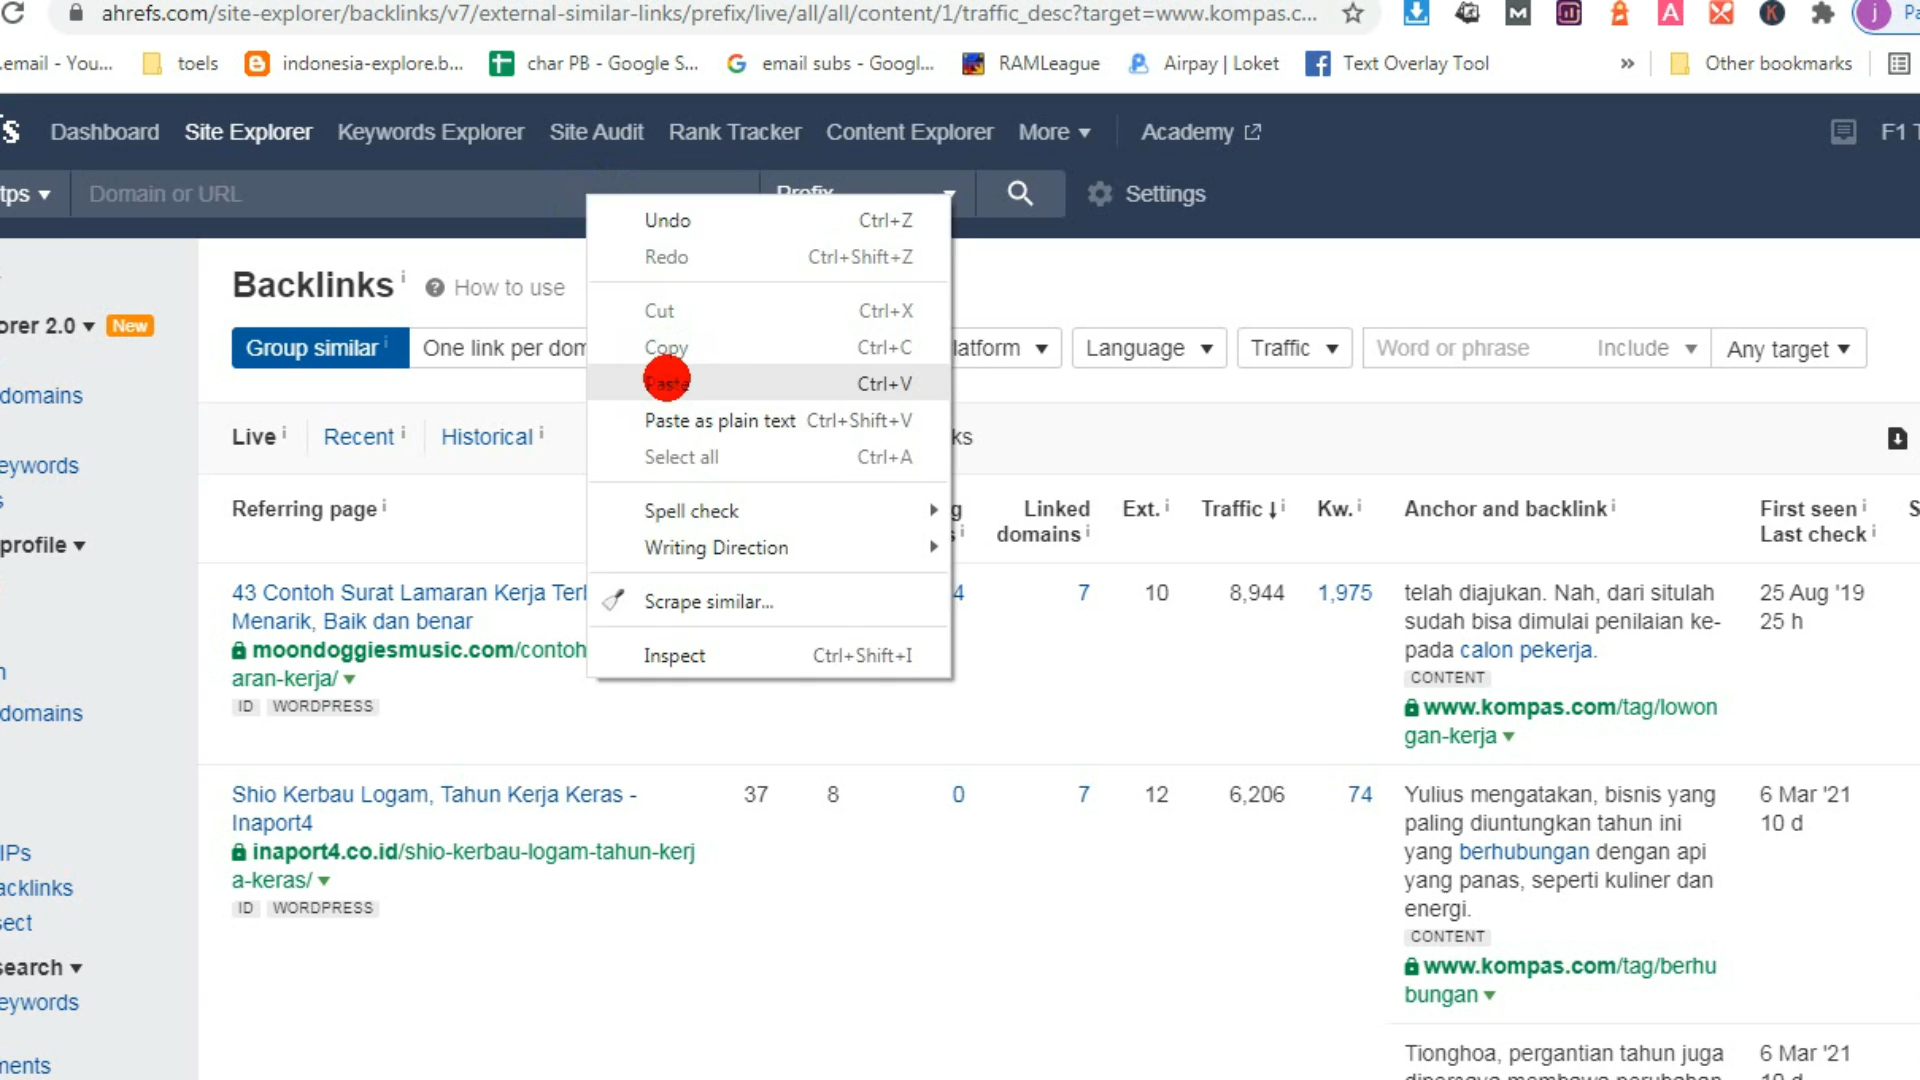 ahrefs.com/site-explorer/backlinks/v7/external-similar-links/prefix/live/all/all/content/1/traffic_desc?target=www.kompas.c...
.email - You...
toels
indonesia-explore.b...
char PB - Google S...
email subs - Googl...
RAMLeague
Airpay | Loket
Text Overlay Tool
»
Other bookmarks
Dashboard
Site Explorer
Keywords Explorer
Site Audit
Rank Tracker
Content Explorer
More
Academy
F1 T
tps
Domain or URL
Prefix
Settings
Undo Ctrl+Z
Redo Ctrl+Shift+Z
Cut Ctrl+X
Copy Ctrl+C
Paste Ctrl+V
Paste as plain text Ctrl+Shift+V
Select all Ctrl+A
Spell check
Writing Direction
Scrape similar...
Inspect Ctrl+Shift+I
orer 2.0 New
domains
eywords
s
profile
n
domains
IPs
acklinks
sect
search
eywords
ments
Backlinks i How to use
Group similar i
One link per dom
latform
Language
Traffic
Word or phrase
Include
Any target
Live i
Recent i
Historical i
ks
Referring page i
g
s i
Linked
domains i
Ext. i
Traffic i
Kw. i
Anchor and backlink i
First seen i
Last check i
S
43 Contoh Surat Lamaran Kerja Terl
Menarik, Baik dan benar
moondoggiesmusic.com/contoh
aran-kerja/
ID WORDPRESS
4
7
10
8,944
1,975
telah diajukan. Nah, dari situlah
sudah bisa dimulai penilaian ke-
pada calon pekerja.
CONTENT
www.kompas.com/tag/lowon
gan-kerja
25 Aug '19
25 h
Shio Kerbau Logam, Tahun Kerja Keras -
Inaport4
inaport4.co.id/shio-kerbau-logam-tahun-kerj
a-keras/
ID WORDPRESS
37
8
0
7
12
6,206
74
Yulius mengatakan, bisnis yang
paling diuntungkan tahun ini
yang berhubungan dengan api
yang panas, seperti kuliner dan
energi.
CONTENT
www.kompas.com/tag/berhu
bungan
6 Mar '21
10 d
Tionghoa, pergantian tahun juga
6 Mar '21